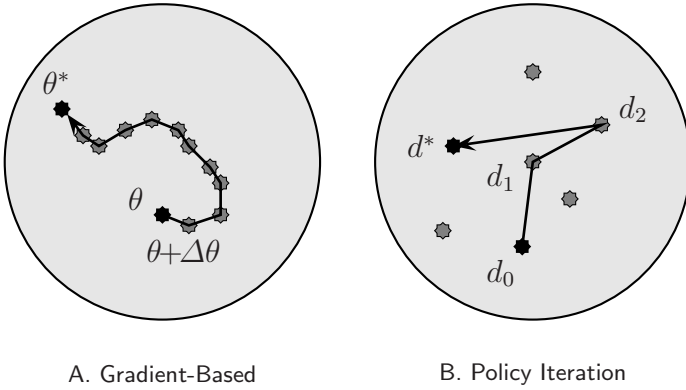 θ*
θ
θ+Δθ
A. Gradient-Based
d₂
d*
d₁
d₀
B. Policy Iteration